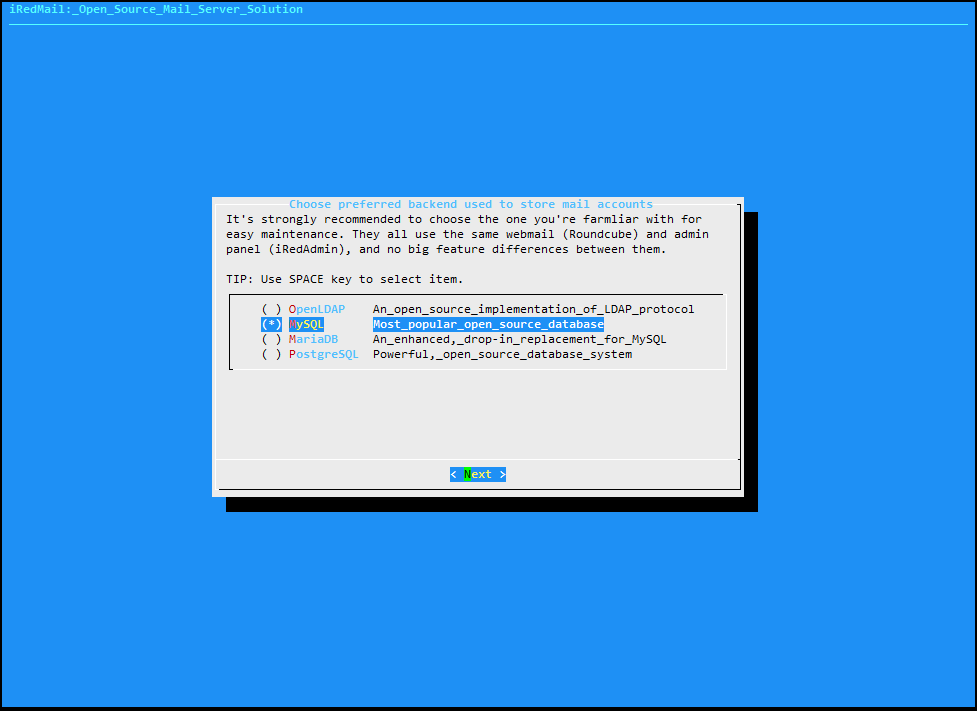 iRedMail:_Open_Source_Mail_Server_Solution
Choose preferred backend used to store mail accounts
It's strongly recommended to choose the one you're farmliar with for
easy maintenance. They all use the same webmail (Roundcube) and admin
panel (iRedAdmin), and no big feature differences between them.
TIP: Use SPACE key to select item.
( ) OpenLDAP An_open_source_implementation_of_LDAP_protocol
(*) MySQL Most_popular_open_source_database
( ) MariaDB An_enhanced,_drop-in_replacement_for_MySQL
( ) PostgreSQL Powerful,_open_source_database_system
< Next >